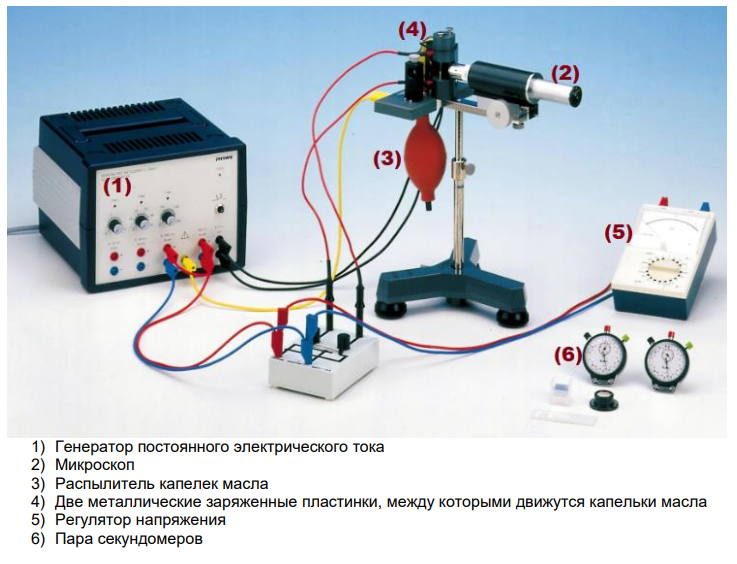 (4)
(2)
PHYWE
(1)
(3)
(5)
(6)
1) Генератор постоянного электрического тока
2) Микроскоп
3) Распылитель капелек масла
4) Две металлические заряженные пластинки, между которыми движутся капельки масла
5) Регулятор напряжения
6) Пара секундомеров